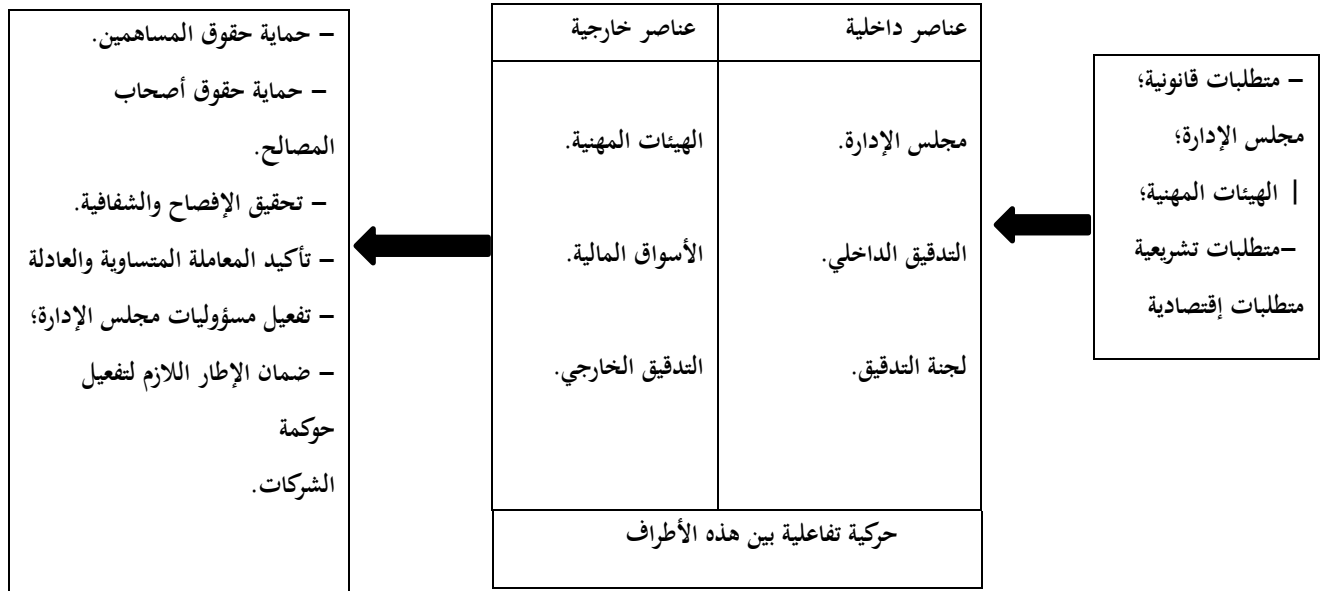 – متطلبات قانونية؛
مجلس الإدارة؛
| الهيئات المهنية؛
–متطلبات تشريعية
متطلبات إقتصادية
عناصر داخلية
عناصر خارجية
مجلس الإدارة.
الهيئات المهنية.
التدقيق الداخلي.
الأسواق المالية.
لجنة التدقيق.
التدقيق الخارجي.
حركية تفاعلية بين هذه الأطراف
– حماية حقوق المساهمين.
– حماية حقوق أصحاب
المصالح.
– تحقيق الإفصاح والشفافية.
– تأكيد المعاملة المتساوية والعادلة
– تفعيل مسؤوليات مجلس الإدارة؛
– ضمان الإطار اللازم لتفعيل
حوكمة
الشركات.